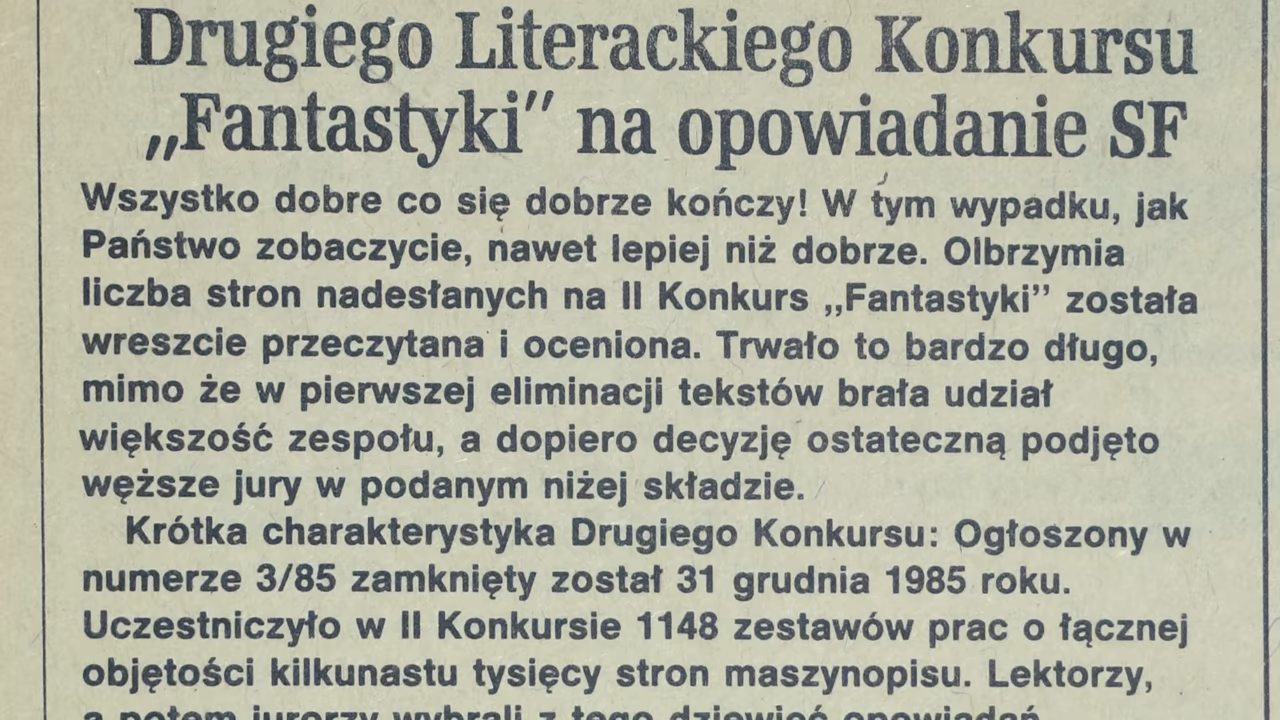 Drugiego Literackiego Konkursu
„Fantastyki” na opowiadanie SF
Wszystko dobre co się dobrze kończy! W tym wypadku, jak
Państwo zobaczycie, nawet lepiej niż dobrze. Olbrzymia
liczba stron nadesłanych na II Konkurs „Fantastyki” została
wreszcie przeczytana i oceniona. Trwało to bardzo długo,
mimo że w pierwszej eliminacji tekstów brała udział
większość zespołu, a dopiero decyzję ostateczną podjęto
węższe jury w podanym niżej składzie.
Krótka charakterystyka Drugiego Konkursu: Ogłoszony w
numerze 3/85 zamknięty został 31 grudnia 1985 roku.
Uczestniczyło w II Konkursie 1148 zestawów prac o łącznej
objętości kilkunastu tysięcy stron maszynopisu. Lektorzy,
a potem jurorzy wybrali z tego dziewięć opowiadań